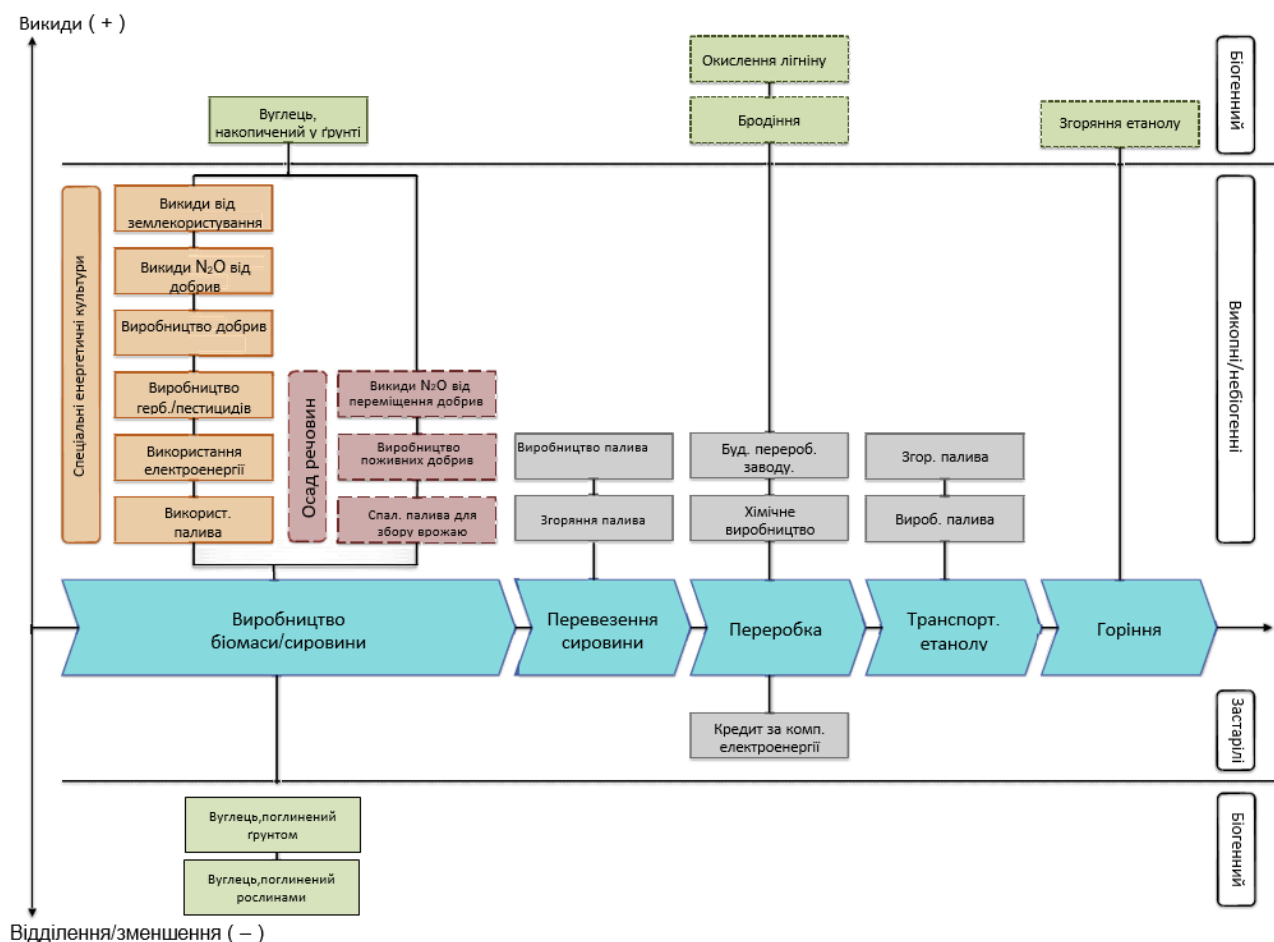 Викиди ( + )
Окислення лігніну
Біогенний
Вуглець,
накопичений у ґрунті
Бродіння
Згоряння етанолу
Спеціальні енергетичні культури
Викиди від
землекористування
Викиди N₂O від
добрив
Виробництво добрив
Виробництво
герб./пестицидів
Використання
електроенергії
Використ.
палива
Осад речовин
Викиди N₂O від
переміщення добрив
Виробництво
поживних добрив
Спал. палива для
збору врожаю
Виробництво палива
Згоряння палива
Буд. перероб.
заводу.
Хімічне
виробництво
Згор. палива
Вироб. палива
Викопні/небіогенні
Виробництво
біомаси/сировини
Перевезення
сировини
Переробка
Транспорт.
етанолу
Горіння
Кредит за комп.
електроенергії
Застарілі
Вуглець,поглинений
ґрунтом
Вуглець,поглинений
рослинами
Біогенний
Відділення/зменшення ( – )